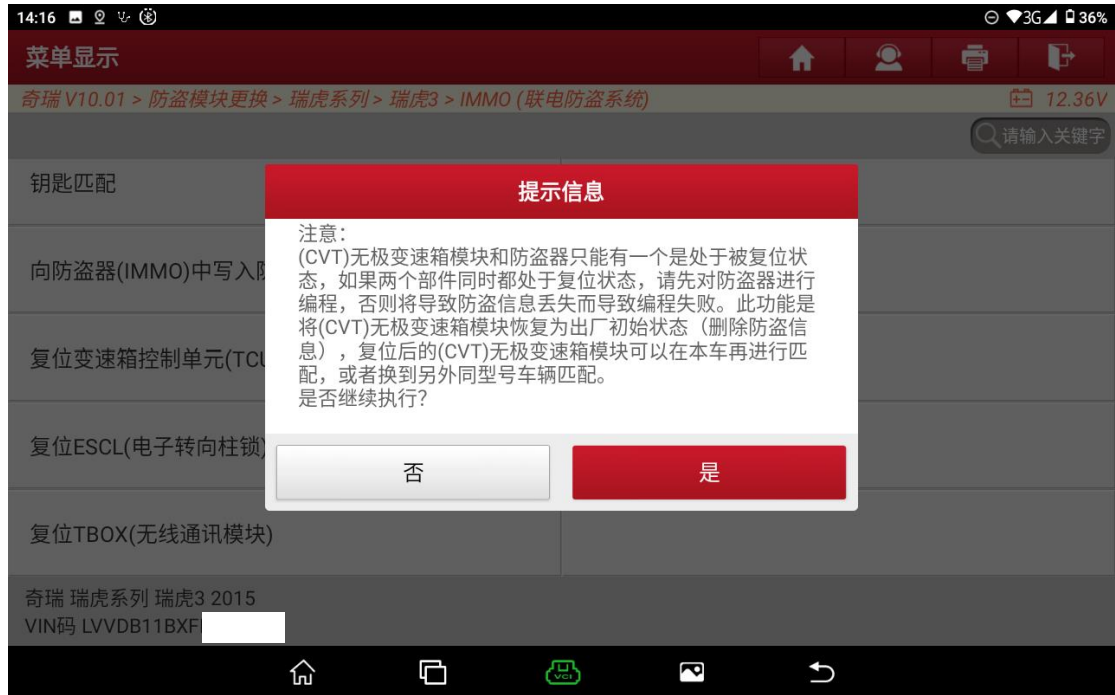 14:16
3G 36%
菜单显示
奇瑞 V10.01 > 防盗模块更换 > 瑞虎系列 > 瑞虎3 > IMMO (联电防盗系统)
12.36V
请输入关键字
钥匙匹配
向防盗器(IMMO)中写入防
复位变速箱控制单元(TCU
复位ESCL(电子转向柱锁)
复位TBOX(无线通讯模块)
提示信息
注意：
(CVT)无极变速箱模块和防盗器只能有一个是处于被复位状
态，如果两个部件同时都处于复位状态，请先对防盗器进行
编程，否则将导致防盗信息丢失而导致编程失败。此功能是
将(CVT)无极变速箱模块恢复为出厂初始状态（删除防盗信
息），复位后的(CVT)无极变速箱模块可以在本车再进行匹
配，或者换到另外同型号车辆匹配。
是否继续执行？
否
是
奇瑞 瑞虎系列 瑞虎3 2015
VIN码 LVVDB11BXF
VCI